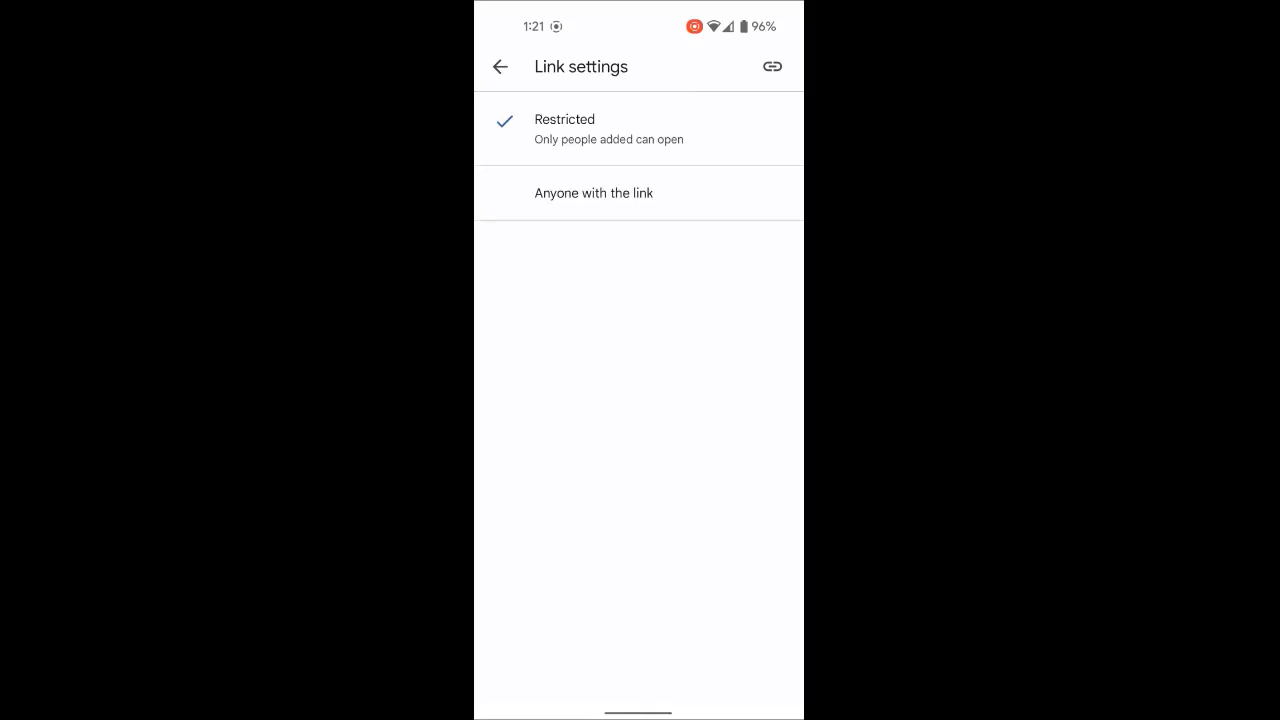 1:21 96%
Link settings
Restricted
Only people added can open
Anyone with the link